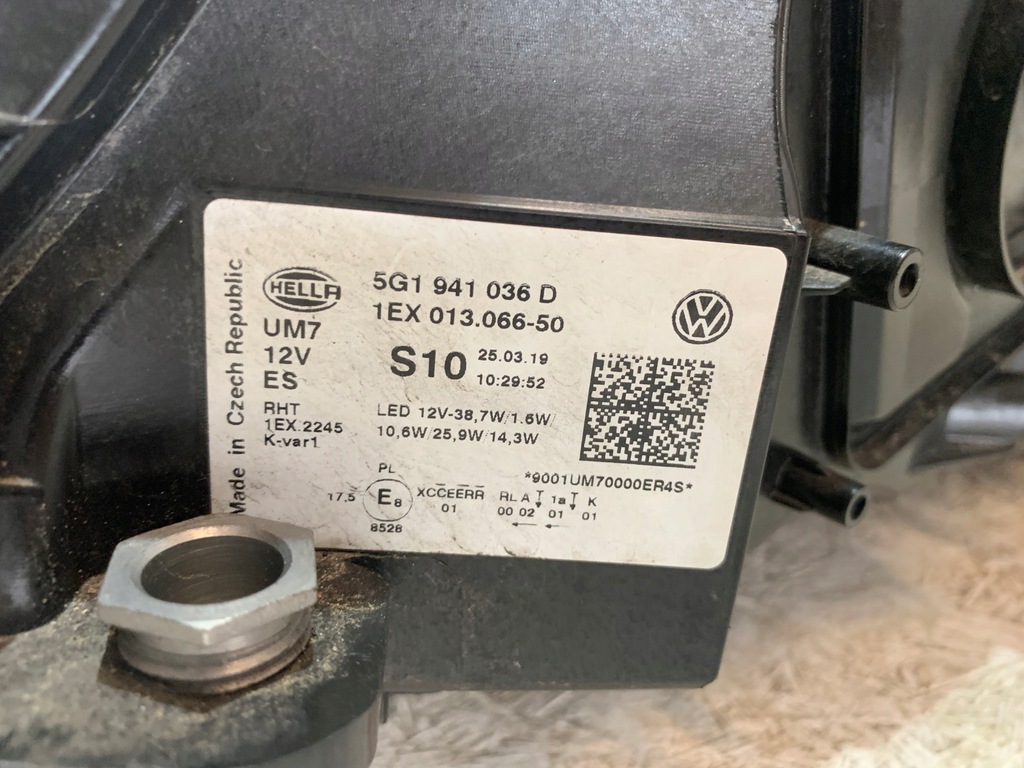 Made in Czech Republic
HELLA
5G1 941 036 D
1EX 013.066-50
UM7
12V
ES
S10
25.03.19
10:29:52
RHT
1EX.2245
K-var1
LED 12V-38,7W/1.6W/
10,6W/25,9W/14,3W
*9001UM70000ER4S*
PL
17,5
E8
8528
XCCEERR
01
RL A T 1a T K
00 02 01 01